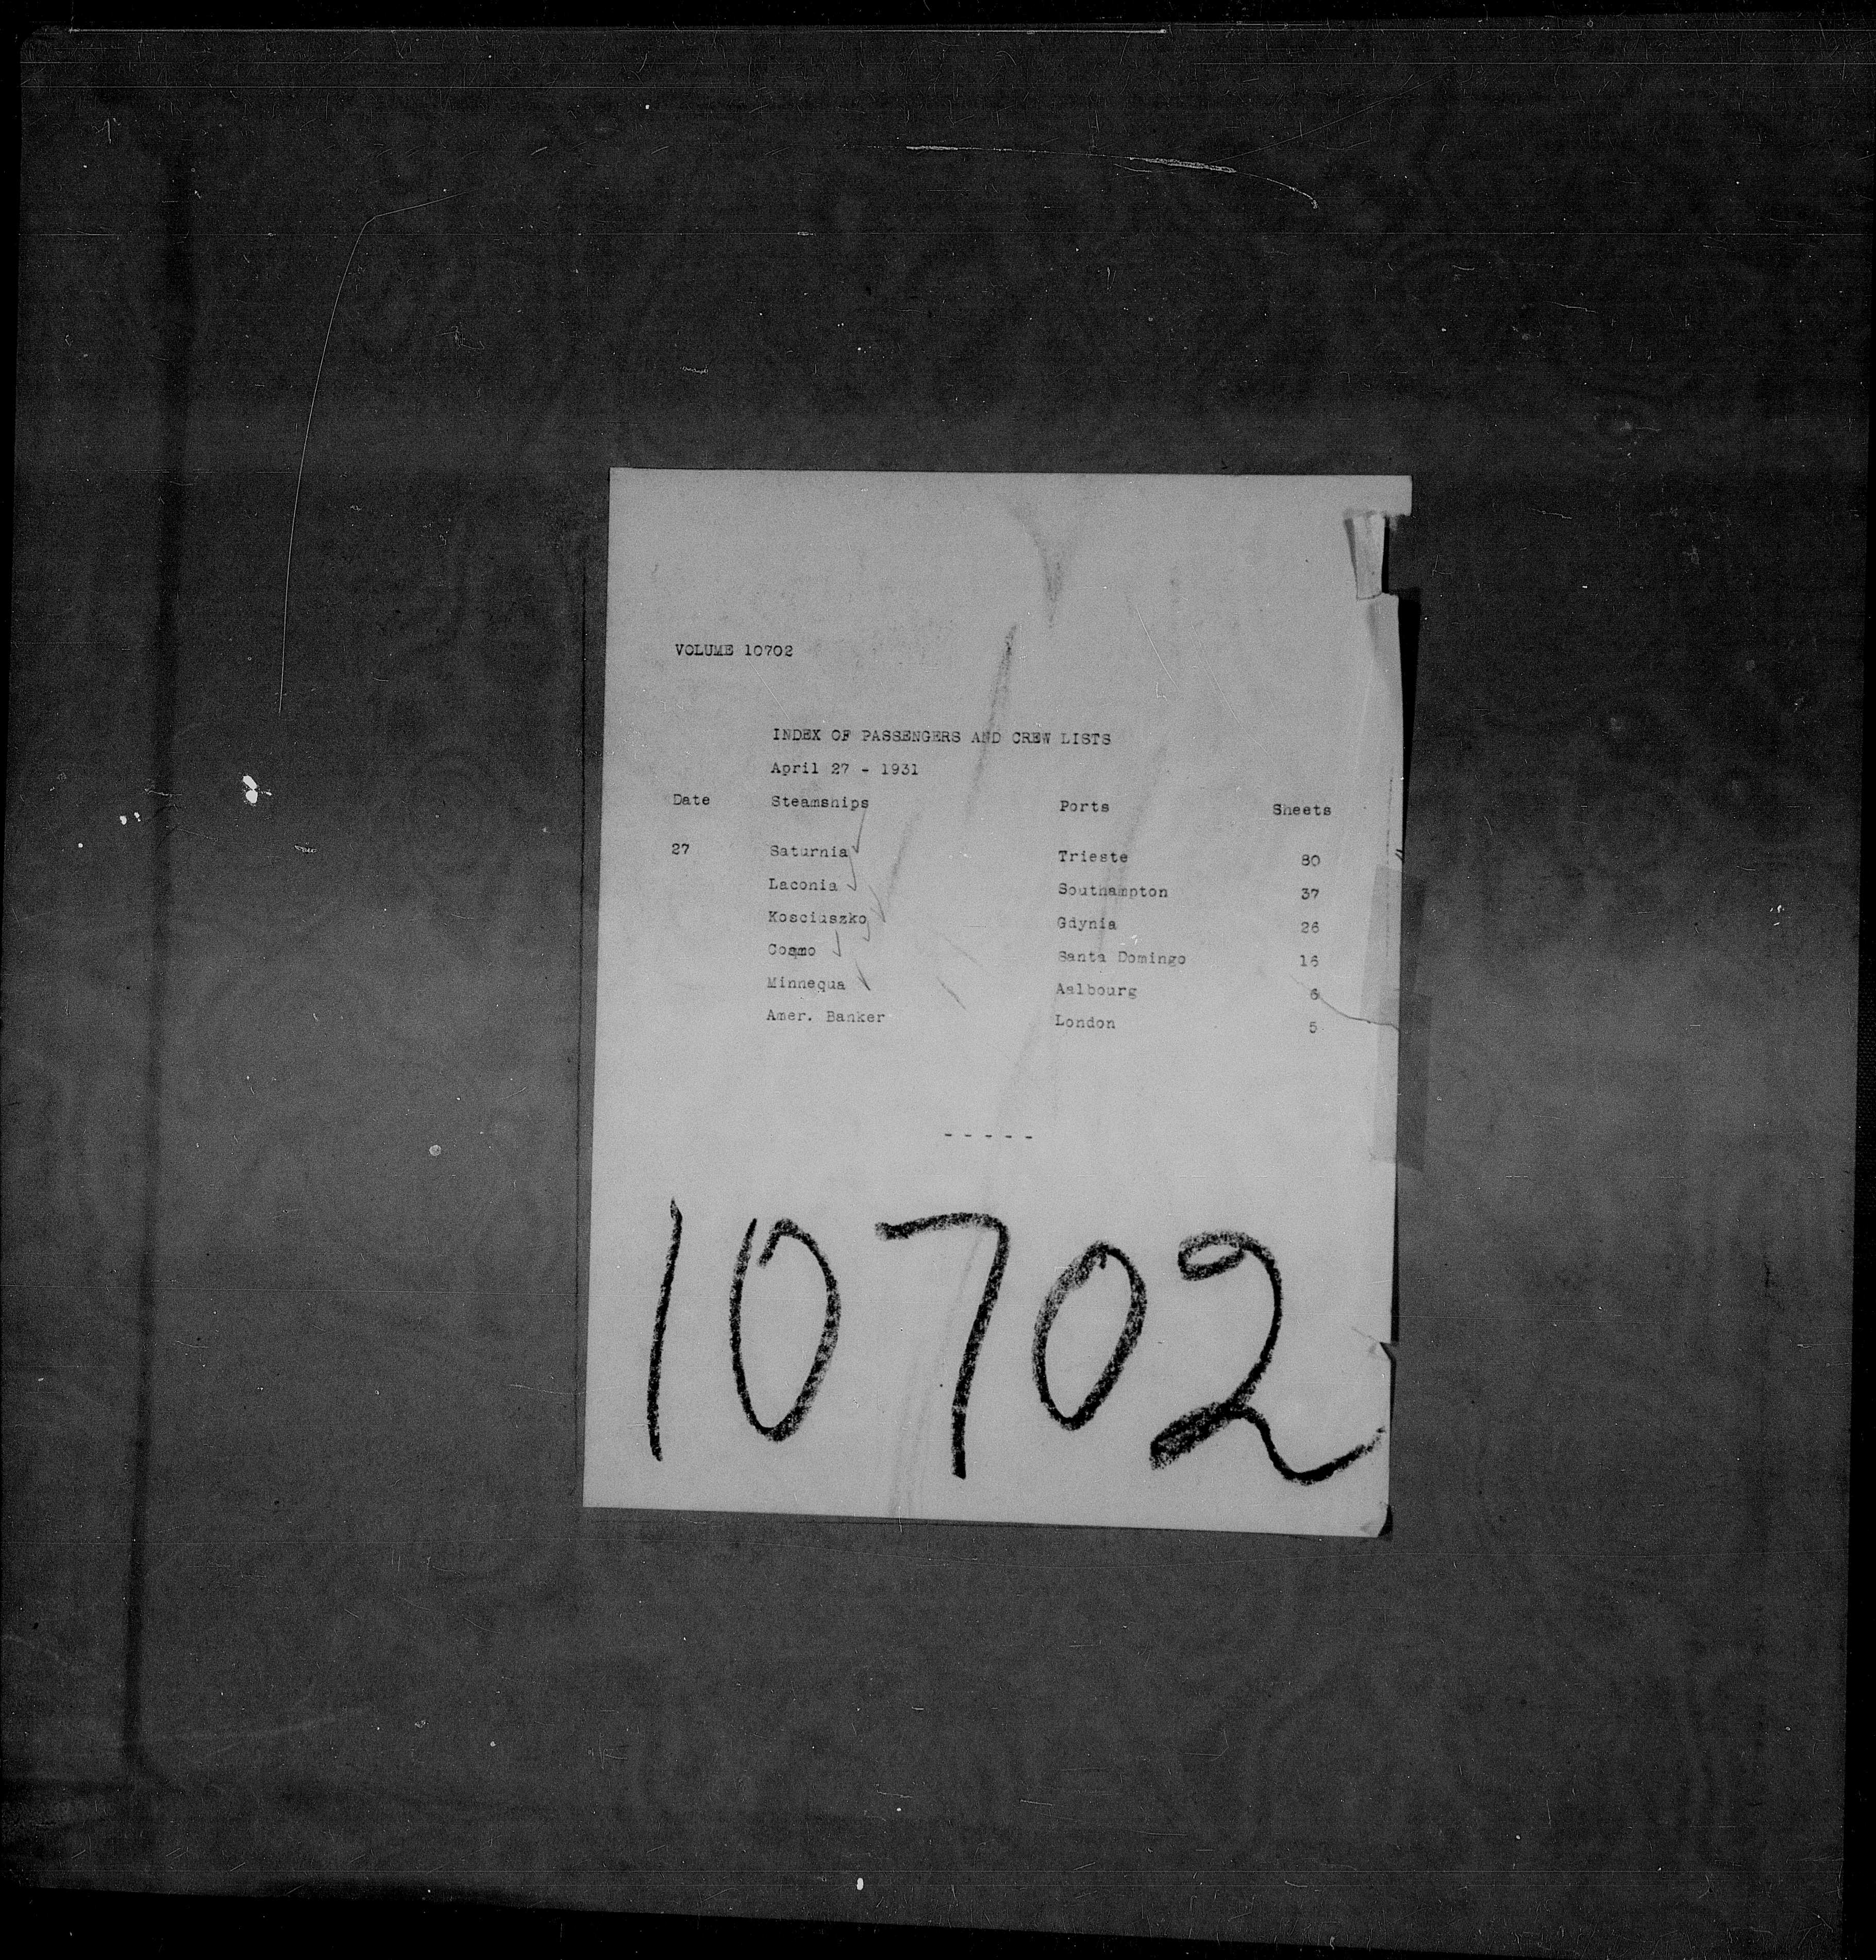 VOLUME 10702
INDEX OF PASSENGERS AND CREW LISTS
April 27 - 1931
Date Steamships Ports Sheets
27 Saturnia Trieste 80
Laconia Southampton 37
Kosciuszko Gdynia 26
Cosmo Santa Domingo 16
Minnequa Aalbourg 6
Amer. Banker London 5
- - - - -
10702